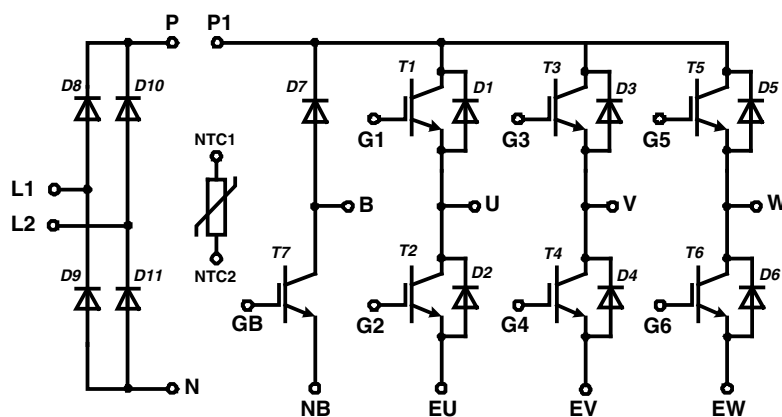 P P1
D8 D10 D7 T1 D1 T3 D3 T5 D5
G1 G3 G5
NTC1
L1
L2
B U V W
NTC2
D9 D11 T7 T2 D2 T4 D4 T6 D6
GB G2 G4 G6
N
NB EU EV EW